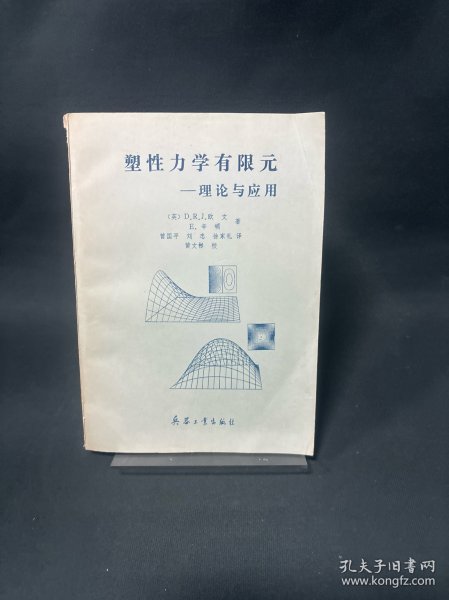 塑性力学有限元
—理论与应用
(英) D.R.J.欧文
E.辛顿 著
曾国平 刘忠 徐家礼 译
曾文彬 校
兵器工业出版社
孔夫子旧书网
www.kongfz.com